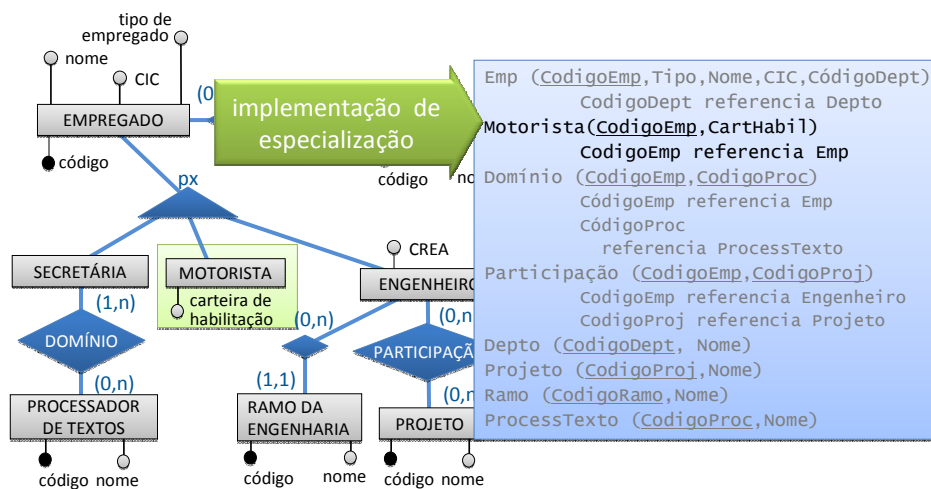 tipo de
empregado
nome
CIC
(0
EMPREGADO
código
implementação de
especialização
código
no
px
CREA
SECRETÁRIA
MOTORISTA
ENGENHEIRO
carteira de
habilitação
(1,n)
(0,n)
(0,n
DOMÍNIO
PARTICIPAÇÃ
(0,n)
(1,1)
(0,n
PROCESSADOR
DE TEXTOS
RAMO DA
ENGENHARIA
PROJETO
código nome
código
nome
código nome
Emp (CodigoEmp,Tipo,Nome,CIC,CódigoDept)
CodigoDept referencia Depto
Motorista(CodigoEmp,CartHabil)
CodigoEmp referencia Emp
Domínio (CodigoEmp,CodigoProc)
CódigoEmp referencia Emp
CódigoProc
referencia ProcessTexto
Participação (CodigoEmp,CodigoProj)
CodigoEmp referencia Engenheiro
CodigoProj referencia Projeto
Depto (CodigoDept, Nome)
Projeto (CodigoProj,Nome)
Ramo (CodigoRamo,Nome)
ProcessTexto (CodigoProc,Nome)